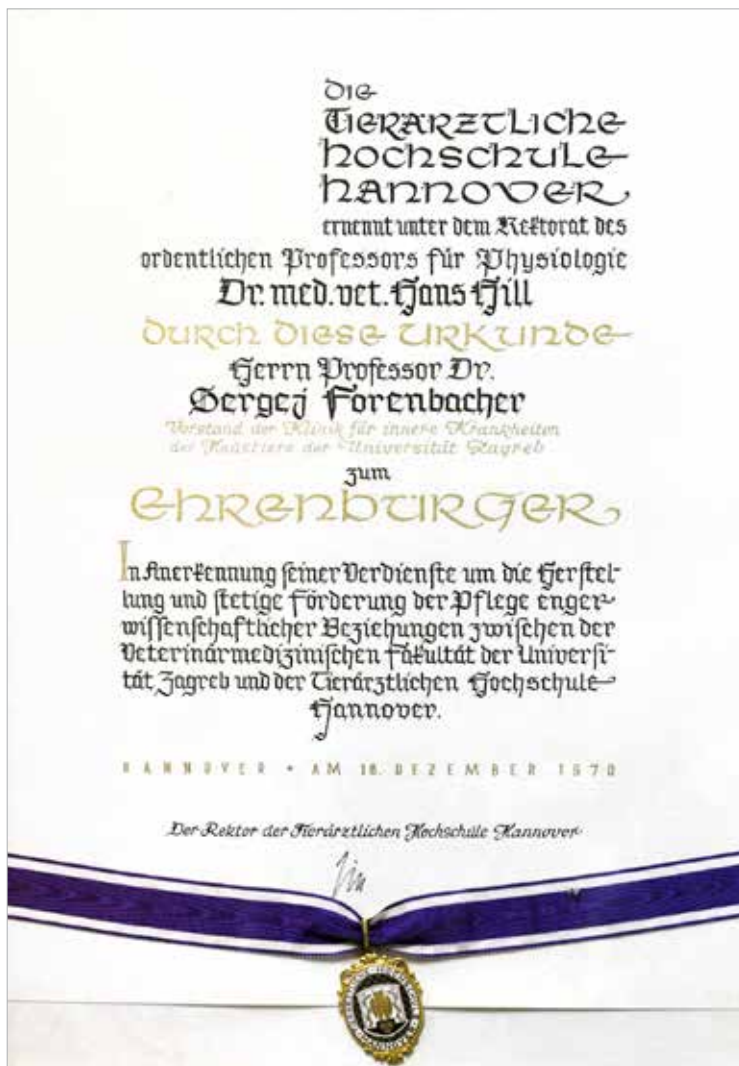 DIE
TIERÄRZTLICHE
HOCHSCHULE
HANNOVER
ernennt unter dem Rektorat des
ordentlichen Professors für Physiologie
Dr. med. vet. Hans Hill
DURCH DIESE URKUNDE
Herrn Professor Dr.
Sergej Forenbacher
Vorstand der Klinik für innere Krankheiten
der Haustiere der Universität Zagreb
zum
EHRENBÜRGER
In Anerkennung seiner Verdienste um die Herstel-
lung und stetige Förderung der Pflege enger
wissenschaftlicher Beziehungen zwischen der
Veterinärmedizinischen Fakultät der Universi-
tät Zagreb und der Tierärztlichen Hochschule
Hannover.
HANNOVER • AM 16. DEZEMBER 1970
Der Rektor der Tierärztlichen Hochschule Hannover
TIERÄRZTLICHE HOCHSCHULE
HANNOVER